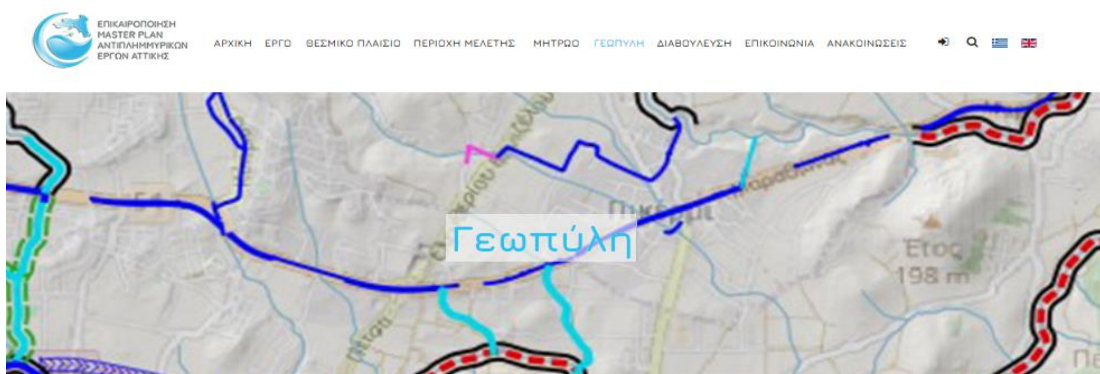 ΕΠΙΚΑΙΡΟΠΟΙΗΣΗ
MASTER PLAN
ΑΝΤΙΠΛΗΜΜΥΡΙΚΩΝ
ΕΡΓΩΝ ΑΤΤΙΚΗΣ
ΑΡΧΙΚΗ ΕΡΓΟ ΘΕΣΜΙΚΟ ΠΛΑΙΣΙΟ ΠΕΡΙΟΧΗ ΜΕΛΕΤΗΣ ΜΗΤΡΩΟ ΓΕΩΠΥΛΗ ΔΙΑΒΟΥΛΕΥΣΗ ΕΠΙΚΟΙΝΩΝΙΑ ΑΝΑΚΟΙΝΩΣΕΙΣ
Πικέρμι
Γεωπύλη
Έτος
198 m